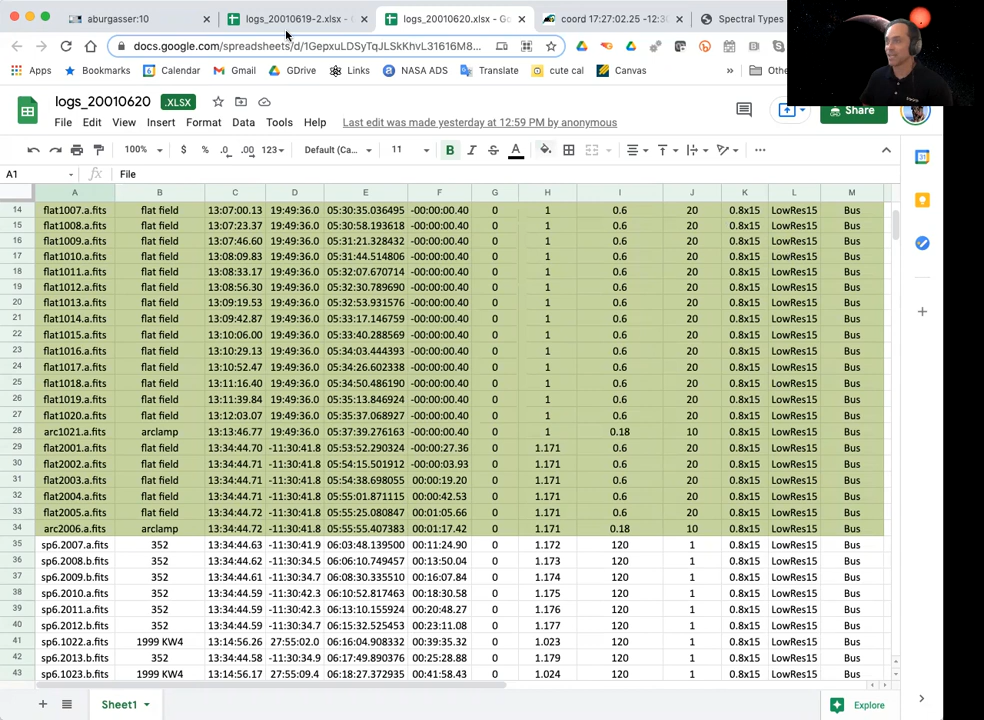 aburgasser:10
logs_20010619-2.xlsx - G
logs_20010620.xlsx - Go
coord 17:27:02.25 -12:3
Spectral Types
docs.google.com/spreadsheets/d/1GepxuLDSyTqJLSkKhvL31616M8...
Apps
Bookmarks
Calendar
Gmail
GDrive
Links
NASA ADS
Translate
cute cal
Canvas
»
Othe
logs_20010620 .XLSX
Share
File Edit View Insert Format Data Tools Help Last edit was made yesterday at 12:59 PM by anonymous
100% $ % .0 .00 123 Default (Ca... 11 B I S A
A1 fx File
A B C D E F G H I J K L M
14 flat1007.a.fits flat field 13:07:00.13 19:49:36.0 05:30:35.036495 -00:00:00.40 0 1 0.6 20 0.8x15 LowRes15 Bus
15 flat1008.a.fits flat field 13:07:23.37 19:49:36.0 05:30:58.193618 -00:00:00.40 0 1 0.6 20 0.8x15 LowRes15 Bus
16 flat1009.a.fits flat field 13:07:46.60 19:49:36.0 05:31:21.328432 -00:00:00.40 0 1 0.6 20 0.8x15 LowRes15 Bus
17 flat1010.a.fits flat field 13:08:09.83 19:49:36.0 05:31:44.514806 -00:00:00.40 0 1 0.6 20 0.8x15 LowRes15 Bus
18 flat1011.a.fits flat field 13:08:33.17 19:49:36.0 05:32:07.670714 -00:00:00.40 0 1 0.6 20 0.8x15 LowRes15 Bus
19 flat1012.a.fits flat field 13:08:56.30 19:49:36.0 05:32:30.789690 -00:00:00.40 0 1 0.6 20 0.8x15 LowRes15 Bus
20 flat1013.a.fits flat field 13:09:19.53 19:49:36.0 05:32:53.931576 -00:00:00.40 0 1 0.6 20 0.8x15 LowRes15 Bus
21 flat1014.a.fits flat field 13:09:42.87 19:49:36.0 05:33:17.146759 -00:00:00.40 0 1 0.6 20 0.8x15 LowRes15 Bus
22 flat1015.a.fits flat field 13:10:06.00 19:49:36.0 05:33:40.288569 -00:00:00.40 0 1 0.6 20 0.8x15 LowRes15 Bus
23 flat1016.a.fits flat field 13:10:29.13 19:49:36.0 05:34:03.444393 -00:00:00.40 0 1 0.6 20 0.8x15 LowRes15 Bus
24 flat1017.a.fits flat field 13:10:52.47 19:49:36.0 05:34:26.602338 -00:00:00.40 0 1 0.6 20 0.8x15 LowRes15 Bus
25 flat1018.a.fits flat field 13:11:16.40 19:49:36.0 05:34:50.486190 -00:00:00.40 0 1 0.6 20 0.8x15 LowRes15 Bus
26 flat1019.a.fits flat field 13:11:39.84 19:49:36.0 05:35:13.846924 -00:00:00.40 0 1 0.6 20 0.8x15 LowRes15 Bus
27 flat1020.a.fits flat field 13:12:03.07 19:49:36.0 05:35:37.068927 -00:00:00.40 0 1 0.6 20 0.8x15 LowRes15 Bus
28 arc1021.a.fits arclamp 13:13:46.77 19:49:36.0 05:37:39.276163 -00:00:00.40 0 1 0.18 10 0.8x15 LowRes15 Bus
29 flat2001.a.fits flat field 13:34:44.70 -11:30:41.8 05:53:52.290324 -00:00:27.36 0 1.171 0.6 20 0.8x15 LowRes15 Bus
30 flat2002.a.fits flat field 13:34:44.71 -11:30:41.8 05:54:15.501912 -00:00:03.93 0 1.171 0.6 20 0.8x15 LowRes15 Bus
31 flat2003.a.fits flat field 13:34:44.71 -11:30:41.8 05:54:38.698055 00:00:19.20 0 1.171 0.6 20 0.8x15 LowRes15 Bus
32 flat2004.a.fits flat field 13:34:44.71 -11:30:41.8 05:55:01.871115 00:00:42.53 0 1.171 0.6 20 0.8x15 LowRes15 Bus
33 flat2005.a.fits flat field 13:34:44.72 -11:30:41.8 05:55:25.080847 00:01:05.66 0 1.171 0.6 20 0.8x15 LowRes15 Bus
34 arc2006.a.fits arclamp 13:34:44.72 -11:30:41.8 05:55:55.407383 00:01:17.42 0 1.171 0.18 10 0.8x15 LowRes15 Bus
35 sp6.2007.a.fits 352 13:34:44.63 -11:30:41.9 06:03:48.139500 00:11:24.90 0 1.172 120 1 0.8x15 LowRes15 Bus
36 sp6.2008.b.fits 352 13:34:44.62 -11:30:34.5 06:06:10.749457 00:13:50.04 0 1.173 120 1 0.8x15 LowRes15 Bus
37 sp6.2009.b.fits 352 13:34:44.61 -11:30:34.7 06:08:30.335510 00:16:07.84 0 1.174 120 1 0.8x15 LowRes15 Bus
38 sp6.2010.a.fits 352 13:34:44.59 -11:30:42.3 06:10:52.817463 00:18:30.58 0 1.175 120 1 0.8x15 LowRes15 Bus
39 sp6.2011.a.fits 352 13:34:44.59 -11:30:42.3 06:13:10.155924 00:20:48.27 0 1.176 120 1 0.8x15 LowRes15 Bus
40 sp6.2012.b.fits 352 13:34:44.59 -11:30:34.7 06:15:32.525453 00:23:11.08 0 1.177 120 1 0.8x15 LowRes15 Bus
41 sp6.1022.a.fits 1999 KW4 13:14:56.26 27:55:02.0 06:16:04.908332 00:39:35.32 0 1.023 120 1 0.8x15 LowRes15 Bus
42 sp6.2013.b.fits 352 13:34:44.58 -11:30:34.9 06:17:49.890376 00:25:28.88 0 1.179 120 1 0.8x15 LowRes15 Bus
43 sp6.1023.b.fits 1999 KW4 13:14:56.17 27:55:09.4 06:18:27.372935 00:41:58.43 0 1.024 120 1 0.8x15 LowRes15 Bus
Sheet1
Explore